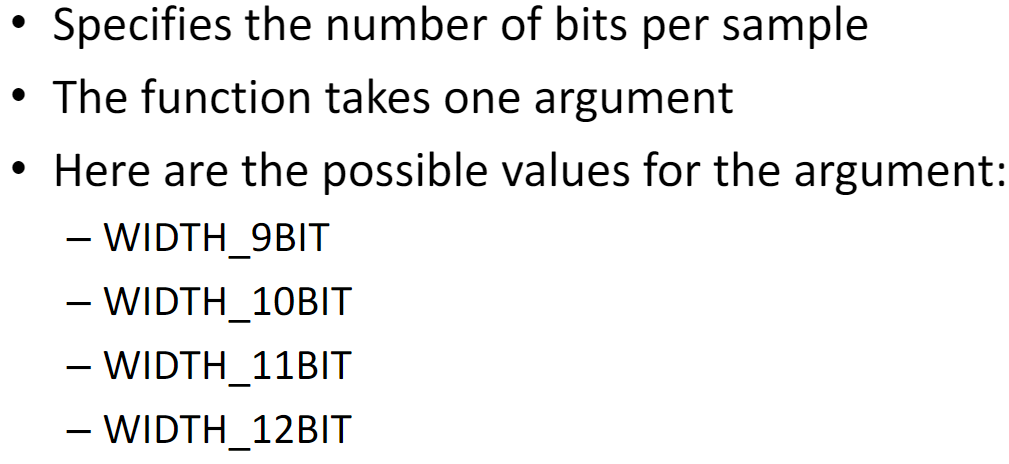 • Specifies the number of bits per sample
• The function takes one argument
• Here are the possible values for the argument:
– WIDTH_9BIT
– WIDTH_10BIT
– WIDTH_11BIT
– WIDTH_12BIT